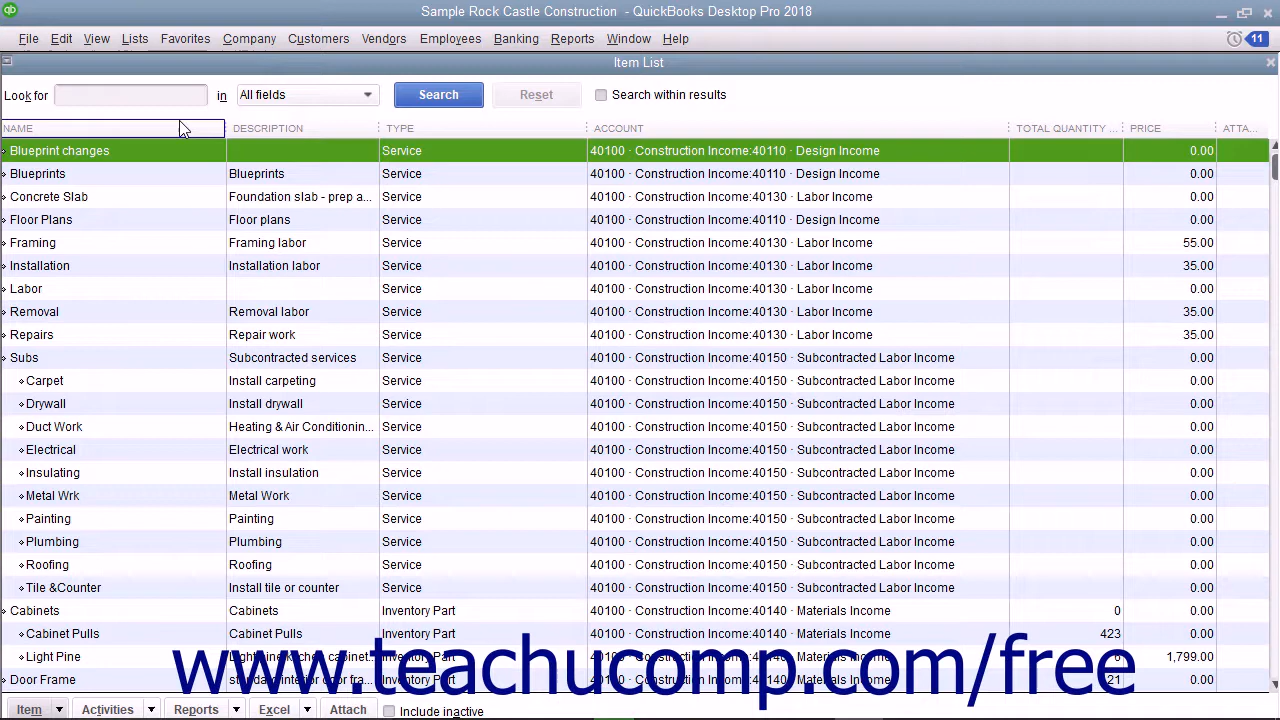 Sample Rock Castle Construction - QuickBooks Desktop Pro 2018
File Edit View Lists Favorites Company Customers Vendors Employees Banking Reports Window Help 11
Item List
Look for in All fields Search Reset Search within results
NAME DESCRIPTION TYPE ACCOUNT TOTAL QUANTITY ... PRICE ATTA...
Blueprint changes Service 40100 · Construction Income:40110 · Design Income 0.00
Blueprints Blueprints Service 40100 · Construction Income:40110 · Design Income 0.00
Concrete Slab Foundation slab - prep a... Service 40100 · Construction Income:40130 · Labor Income 0.00
Floor Plans Floor plans Service 40100 · Construction Income:40110 · Design Income 0.00
Framing Framing labor Service 40100 · Construction Income:40130 · Labor Income 55.00
Installation Installation labor Service 40100 · Construction Income:40130 · Labor Income 35.00
Labor Service 40100 · Construction Income:40130 · Labor Income 0.00
Removal Removal labor Service 40100 · Construction Income:40130 · Labor Income 35.00
Repairs Repair work Service 40100 · Construction Income:40130 · Labor Income 35.00
Subs Subcontracted services Service 40100 · Construction Income:40150 · Subcontracted Labor Income 0.00
Carpet Install carpeting Service 40100 · Construction Income:40150 · Subcontracted Labor Income 0.00
Drywall Install drywall Service 40100 · Construction Income:40150 · Subcontracted Labor Income 0.00
Duct Work Heating & Air Conditionin... Service 40100 · Construction Income:40150 · Subcontracted Labor Income 0.00
Electrical Electrical work Service 40100 · Construction Income:40150 · Subcontracted Labor Income 0.00
Insulating Install insulation Service 40100 · Construction Income:40150 · Subcontracted Labor Income 0.00
Metal Wrk Metal Work Service 40100 · Construction Income:40150 · Subcontracted Labor Income 0.00
Painting Painting Service 40100 · Construction Income:40150 · Subcontracted Labor Income 0.00
Plumbing Plumbing Service 40100 · Construction Income:40150 · Subcontracted Labor Income 0.00
Roofing Roofing Service 40100 · Construction Income:40150 · Subcontracted Labor Income 0.00
Tile &Counter Install tile or counter Service 40100 · Construction Income:40150 · Subcontracted Labor Income 0.00
Cabinets Cabinets Inventory Part 40100 · Construction Income:40140 · Materials Income 0 0.00
Cabinet Pulls Cabinet Pulls Inventory Part 40100 · Construction Income:40140 · Materials Income 423 0.00
Light Pine 1,799.00
Door Frame 0.00
www.teachucomp.com/free
Item Activities Reports Excel Attach Include inactive